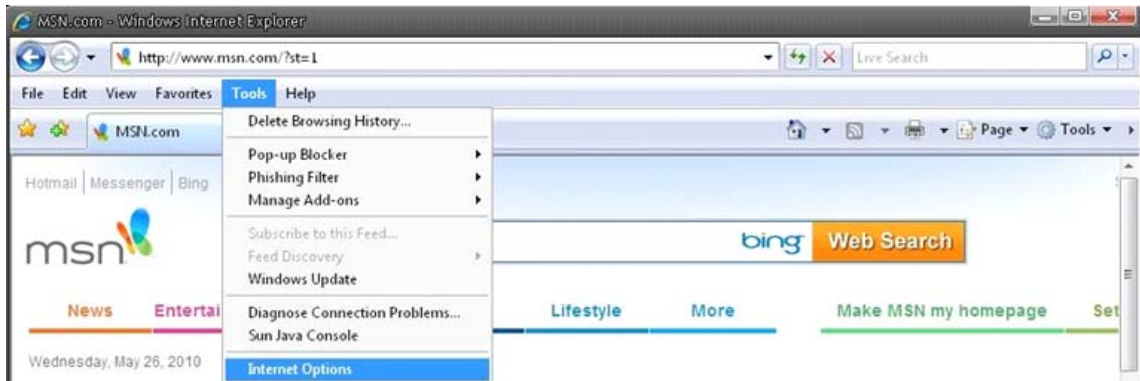 MSN.com - Windows Internet Explorer
http://www.msn.com/?st=1
Live Search
File Edit View Favorites Tools Help
MSN.com
Page Tools
Delete Browsing History...
Pop-up Blocker
Phishing Filter
Manage Add-ons
Subscribe to this Feed...
Feed Discovery
Windows Update
Diagnose Connection Problems...
Sun Java Console
Internet Options
Hotmail | Messenger | Bing
msn
bing Web Search
News Entertai Lifestyle More Make MSN my homepage Set
Wednesday, May 26, 2010